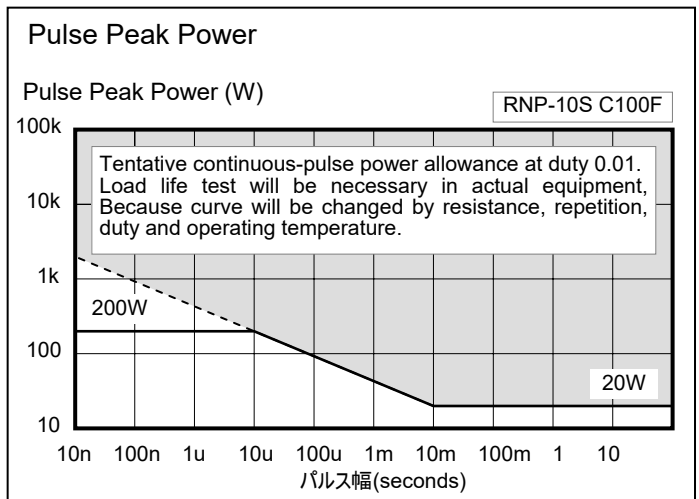 Pulse Peak Power
Pulse Peak Power (W)
RNP-10S C100F
100k
Tentative continuous-pulse power allowance at duty 0.01.
Load life test will be necessary in actual equipment,
Because curve will be changed by resistance, repetition,
duty and operating temperature.
10k
1k
200W
100
20W
10
10n 100n 1u 10u 100u 1m 10m 100m 1 10
パルス幅(seconds)